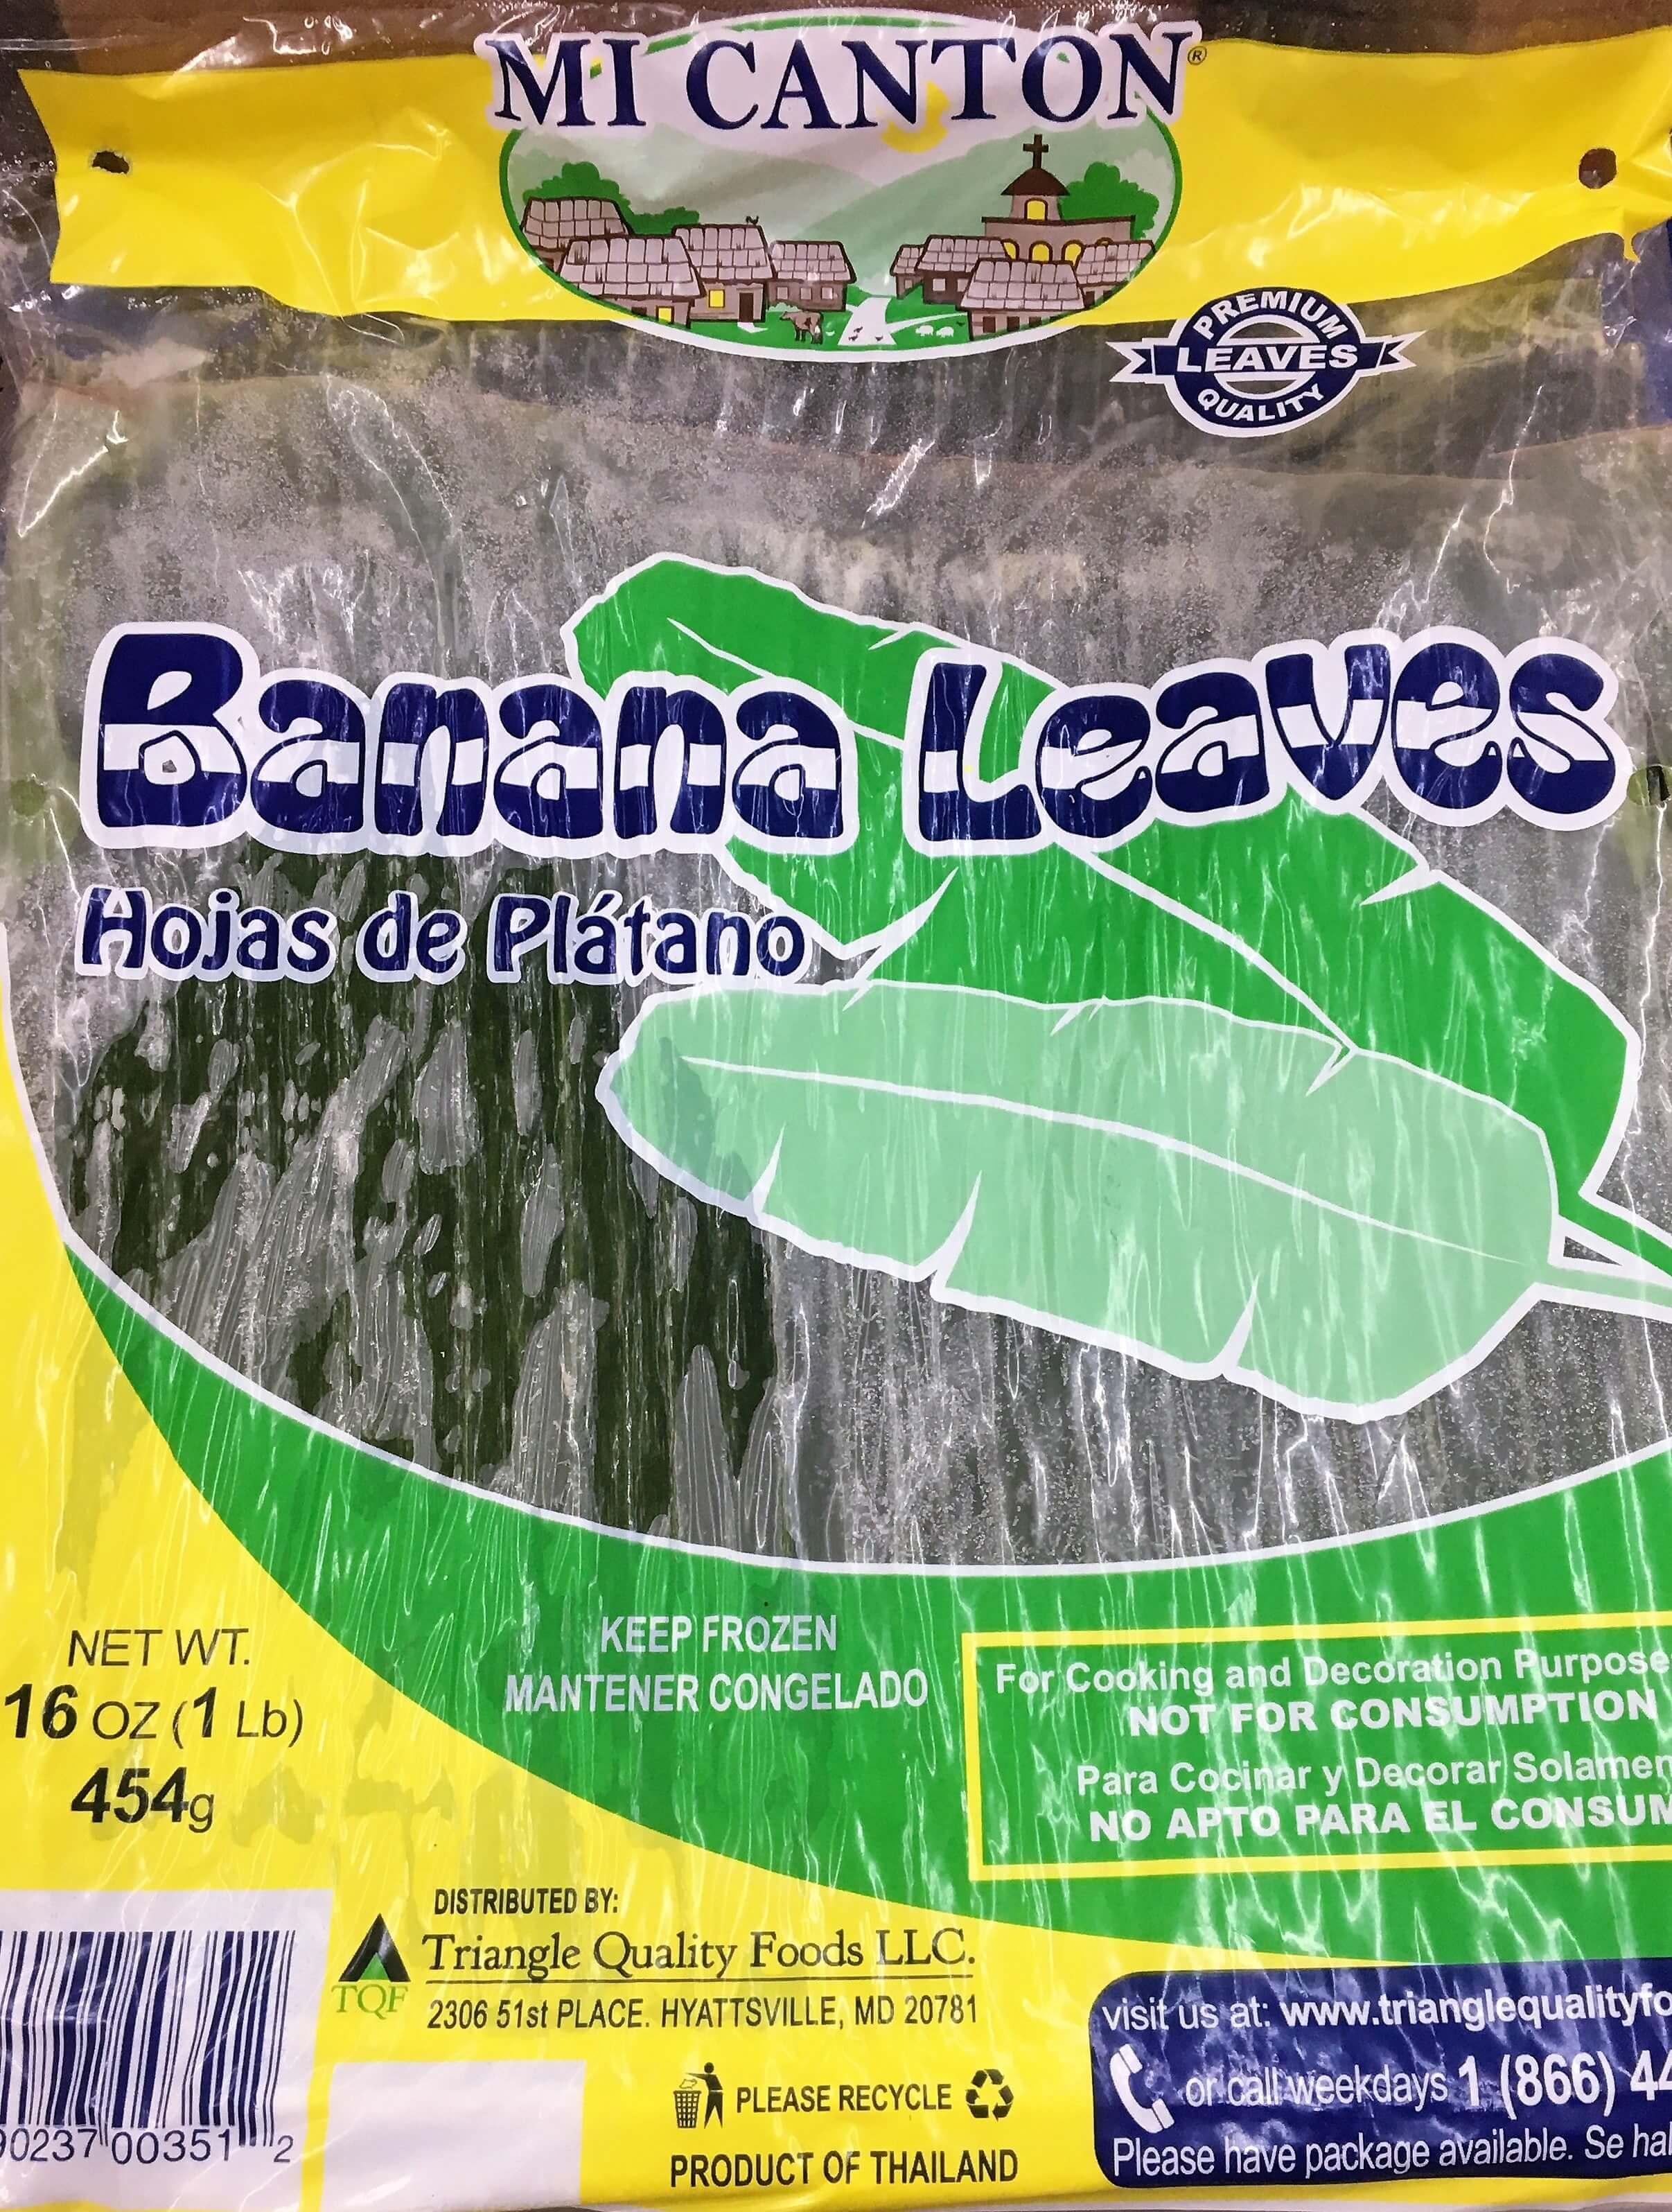 MI CANTON®
PREMIUM
LEAVES
QUALITY
Banana Leaves
Hojas de Plátano
NET WT.
16 OZ (1 Lb)
454g
KEEP FROZEN
MANTENER CONGELADO
For Cooking and Decoration Purpose
NOT FOR CONSUMPTION
Para Cocinar y Decorar Solamen
NO APTO PARA EL CONSUM
DISTRIBUTED BY:
TQF
Triangle Quality Foods LLC.
2306 51st PLACE. HYATTSVILLE, MD 20781
PLEASE RECYCLE
PRODUCT OF THAILAND
90237 00351 2
visit us at: www.trianglequalityfo
or call weekdays 1 (866) 44
Please have package available. Se hab